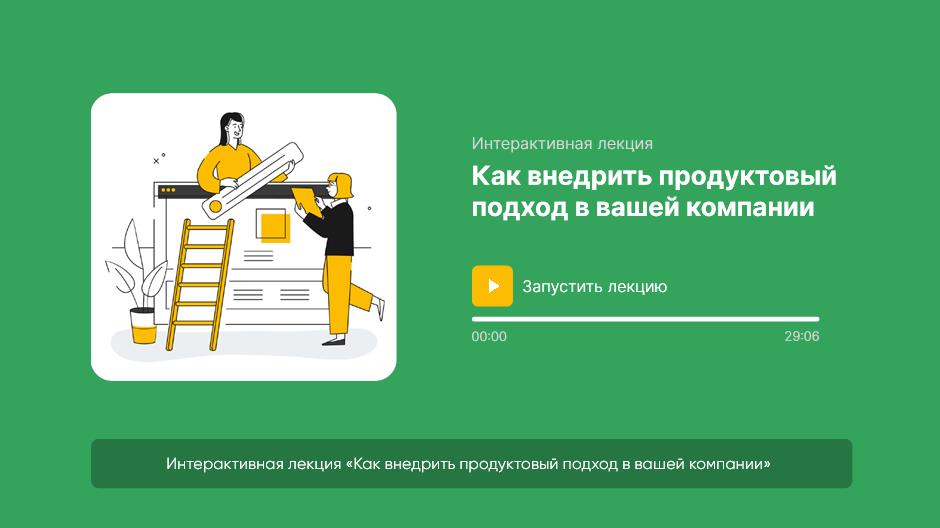 Интерактивная лекция
Как внедрить продуктовый
подход в вашей компании
Запустить лекцию
00:00 29:06
Интерактивная лекция «Как внедрить продуктовый подход в вашей компании»